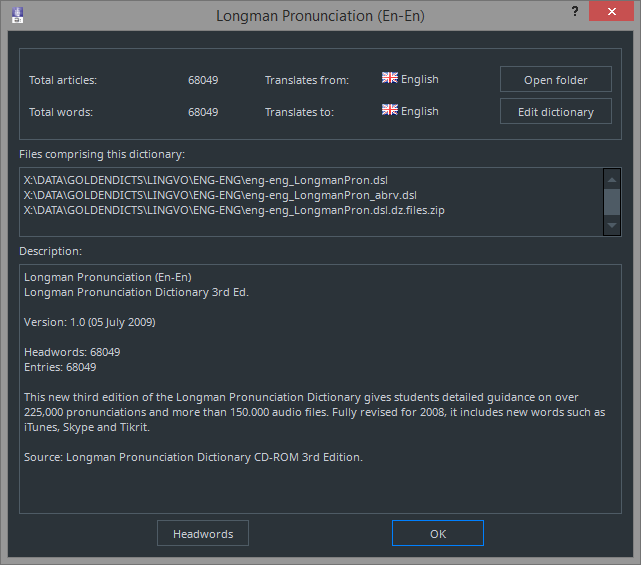 Longman Pronunciation (En-En)
?
Total articles: 68049 Translates from: English Open folder
Total words: 68049 Translates to: English Edit dictionary
Files comprising this dictionary:
X:\DATA\GOLDENDICTS\LINGVO\ENG-ENG\eng-eng_LongmanPron.dsl
X:\DATA\GOLDENDICTS\LINGVO\ENG-ENG\eng-eng_LongmanPron_abrv.dsl
X:\DATA\GOLDENDICTS\LINGVO\ENG-ENG\eng-eng_LongmanPron.dsl.dz.files.zip
Description:
Longman Pronunciation (En-En)
Longman Pronunciation Dictionary 3rd Ed.
Version: 1.0 (05 July 2009)
Headwords: 68049
Entries: 68049
This new third edition of the Longman Pronunciation Dictionary gives students detailed guidance on over
225,000 pronunciations and more than 150.000 audio files. Fully revised for 2008, it includes new words such as
iTunes, Skype and Tikrit.
Source: Longman Pronunciation Dictionary CD-ROM 3rd Edition.
Headwords OK